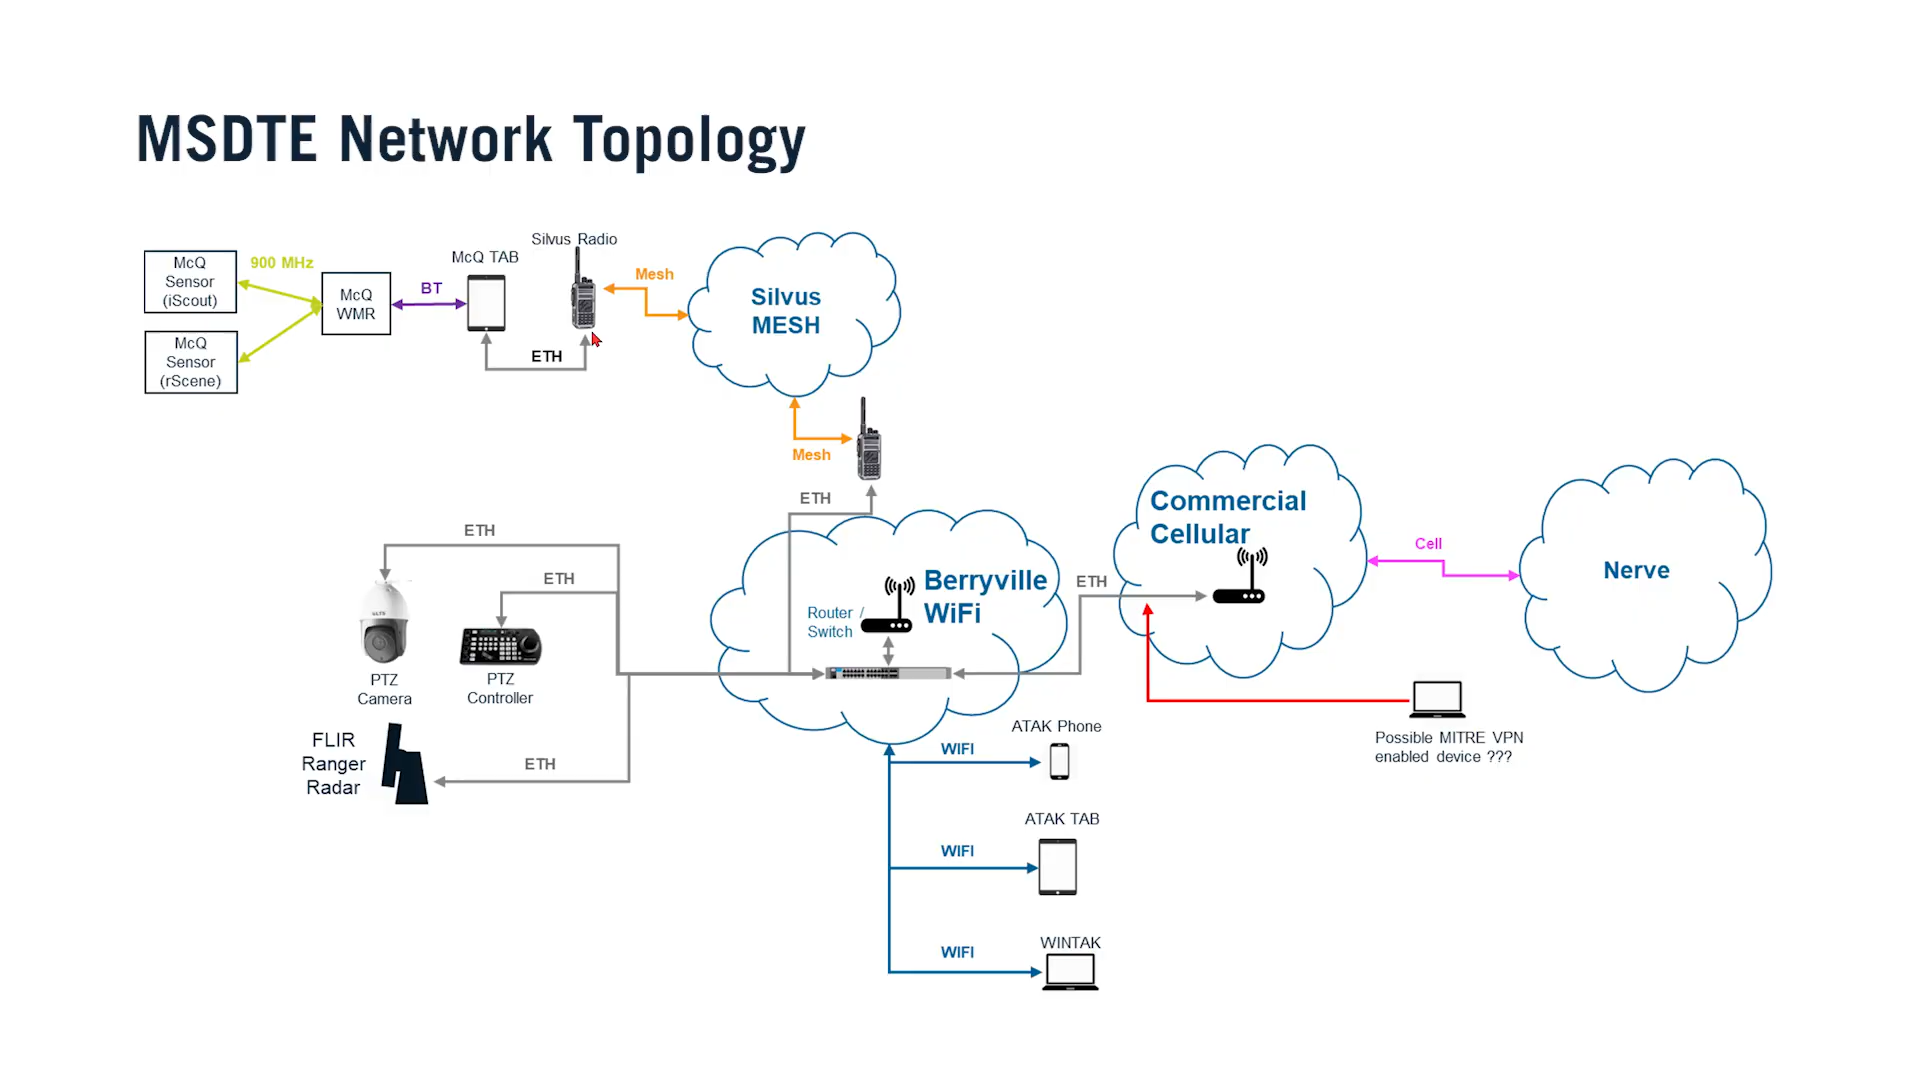 MSDTE Network Topology
McQ
Sensor
(iScout)
900 MHz
McQ
Sensor
(rScene)
McQ
WMR
BT
McQ TAB
Silvus Radio
ETH
Mesh
Silvus
MESH
Mesh
ETH
ETH
ETH
PTZ
Camera
PTZ
Controller
FLIR
Ranger
Radar
ETH
Router /
Switch
Berryville
WiFi
ETH
Commercial
Cellular
Cell
Nerve
Possible MITRE VPN
enabled device ???
ATAK Phone
WIFI
ATAK TAB
WIFI
WINTAK
WIFI